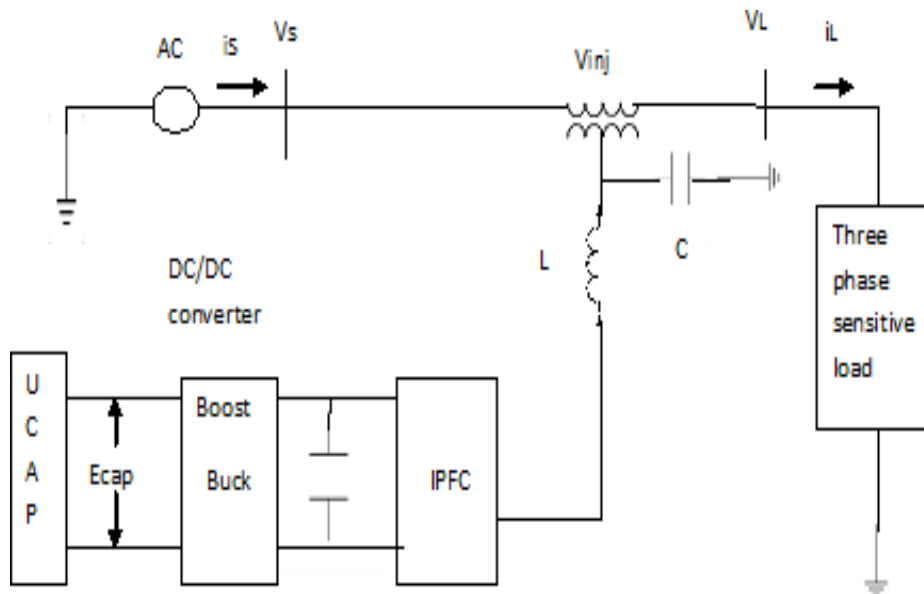 AC
is
Vs
Vinj
VL
iL
L
C
DC/DC
converter
Three
phase
sensitive
load
U
C
A
P
Ecap
Boost
Buck
IPFC